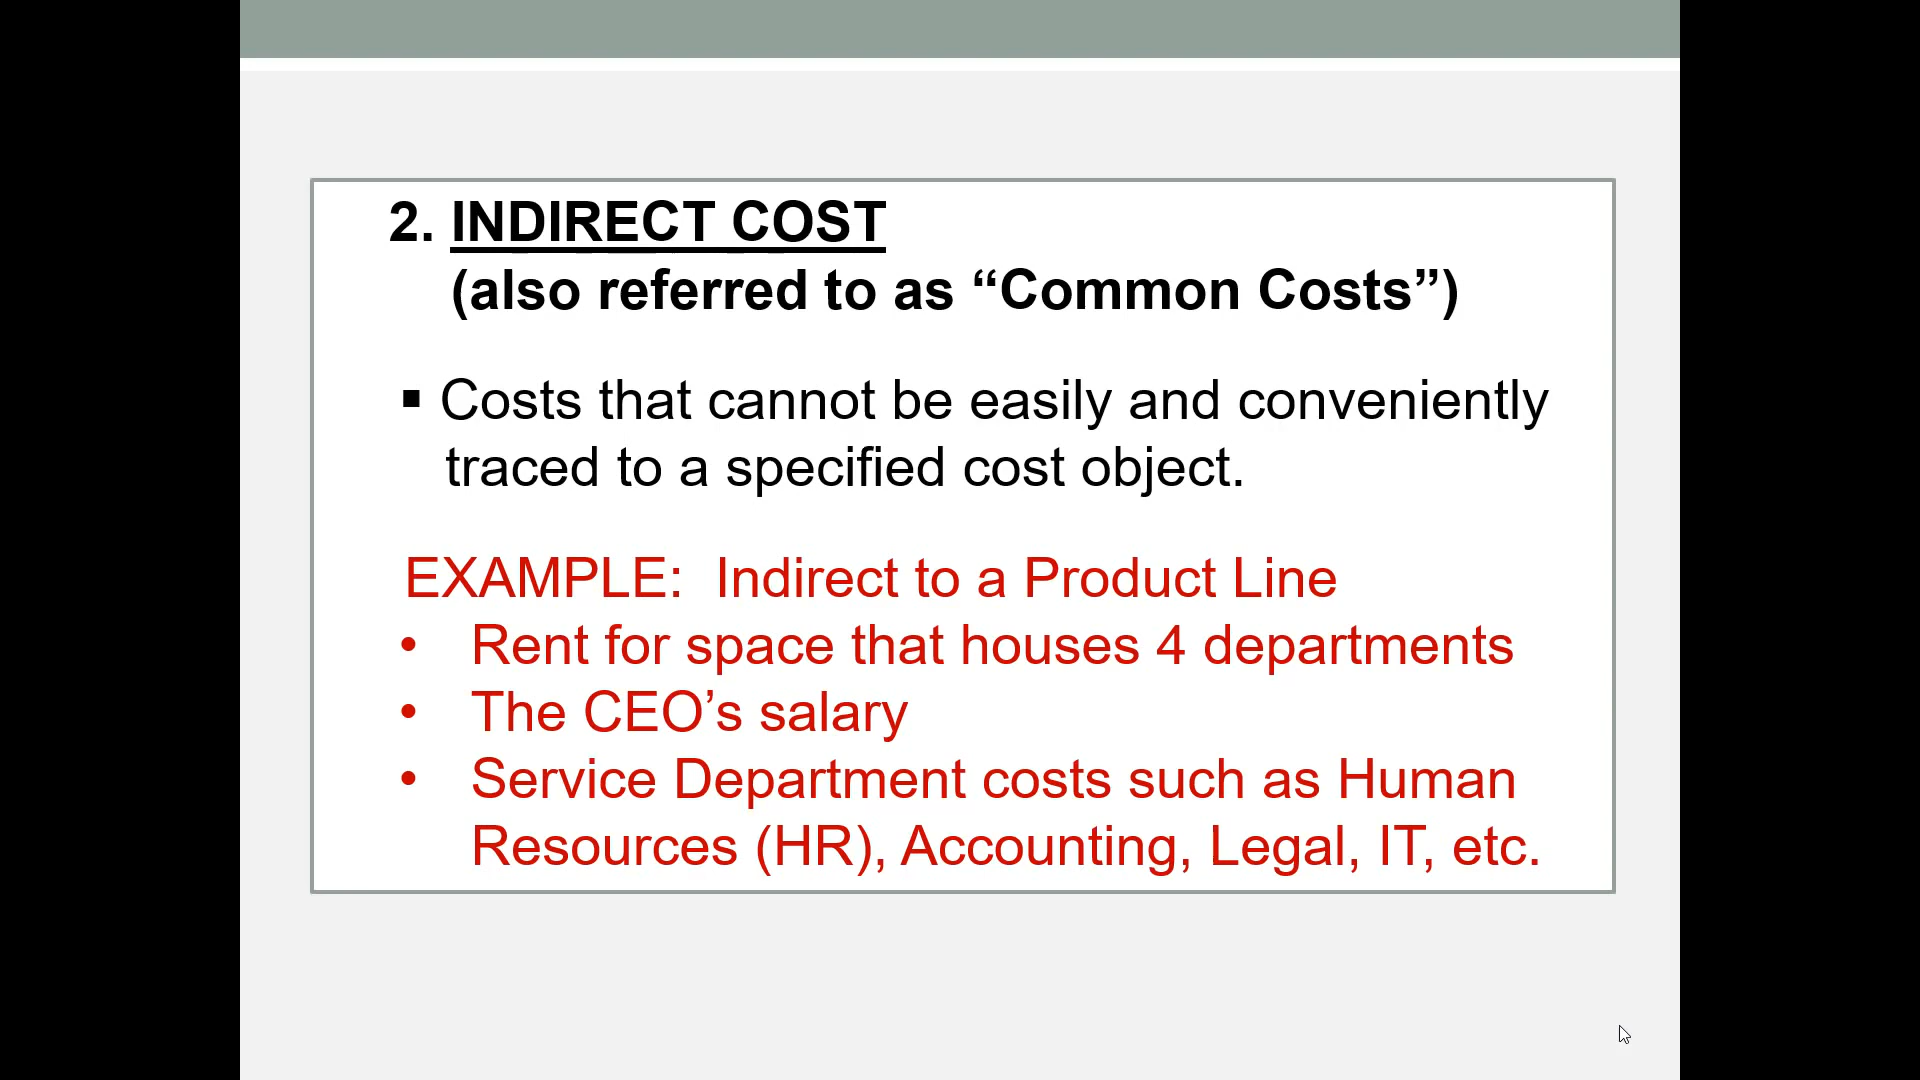 2. INDIRECT COST
(also referred to as “Common Costs”)
▪ Costs that cannot be easily and conveniently
traced to a specified cost object.
EXAMPLE:  Indirect to a Product Line
• Rent for space that houses 4 departments
• The CEO’s salary
• Service Department costs such as Human
Resources (HR), Accounting, Legal, IT, etc.